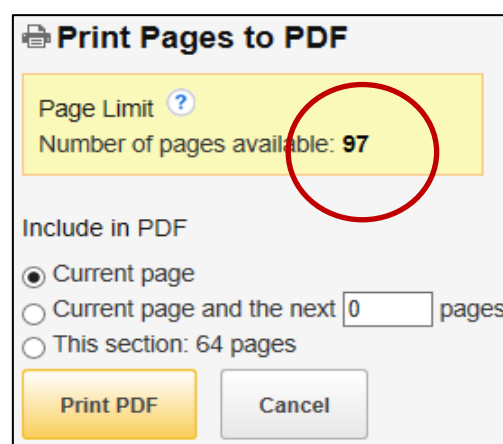 Print Pages to PDF
Page Limit ?
Number of pages available: 97
Include in PDF
Current page
Current page and the next 0 pages
This section: 64 pages
Print PDF Cancel